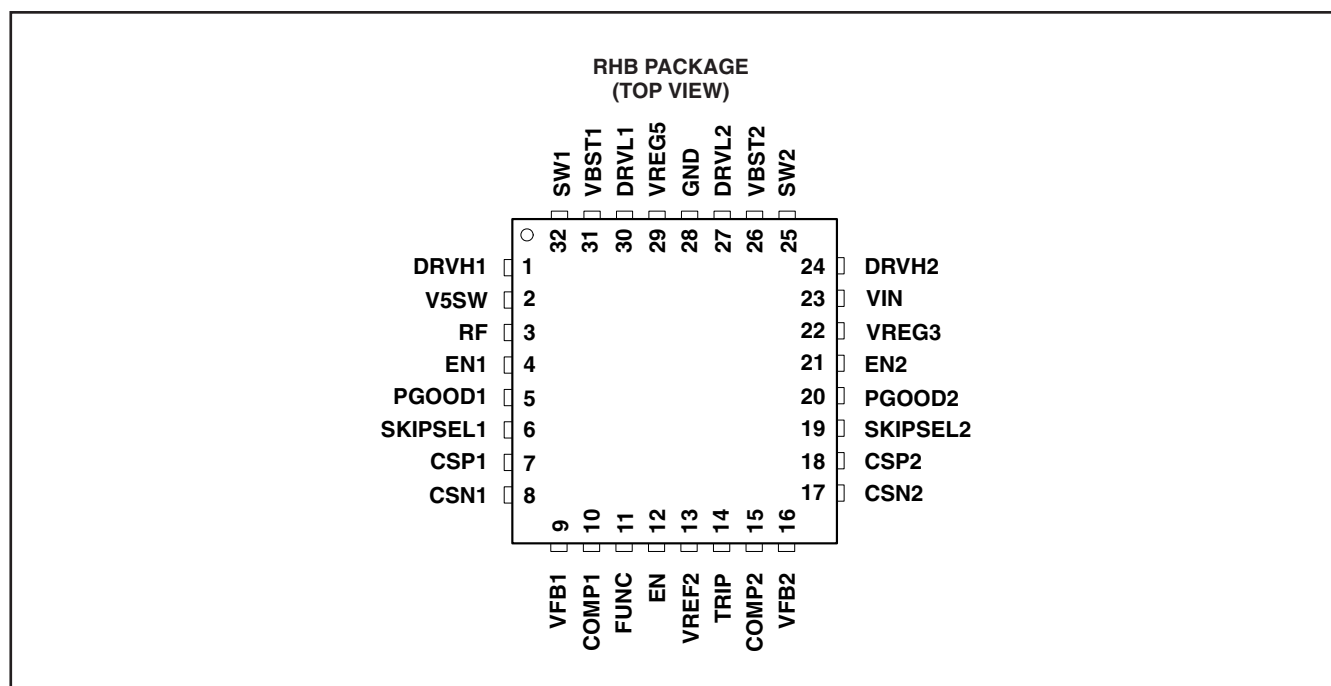 RHB PACKAGE
(TOP VIEW)
SW1
VBST1
DRVL1
VREG5
GND
DRVL2
VBST2
SW2
32
31
30
29
28
27
26
25
DRVH1 1
V5SW 2
RF 3
EN1 4
PGOOD1 5
SKIPSEL1 6
CSP1 7
CSN1 8
24 DRVH2
23 VIN
22 VREG3
21 EN2
20 PGOOD2
19 SKIPSEL2
18 CSP2
17 CSN2
9
10
11
12
13
14
15
16
VFB1
COMP1
FUNC
EN
VREF2
TRIP
COMP2
VFB2